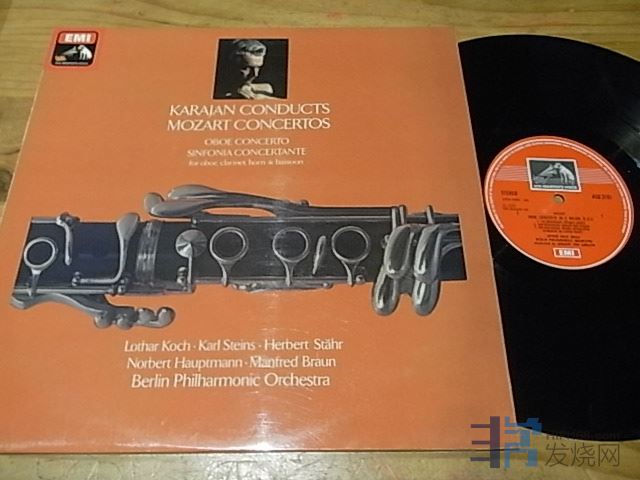 EMI
KARAJAN CONDUCTS
MOZART CONCERTOS
OBOE CONCERTO
SINFONIA CONCERTANTE
for oboe, clarinet, horn & bassoon
Lothar Koch · Karl Steins · Herbert Stähr
Norbert Hauptmann · Manfred Braun
Berlin Philharmonic Orchestra
STEREO
EMI
发烧网